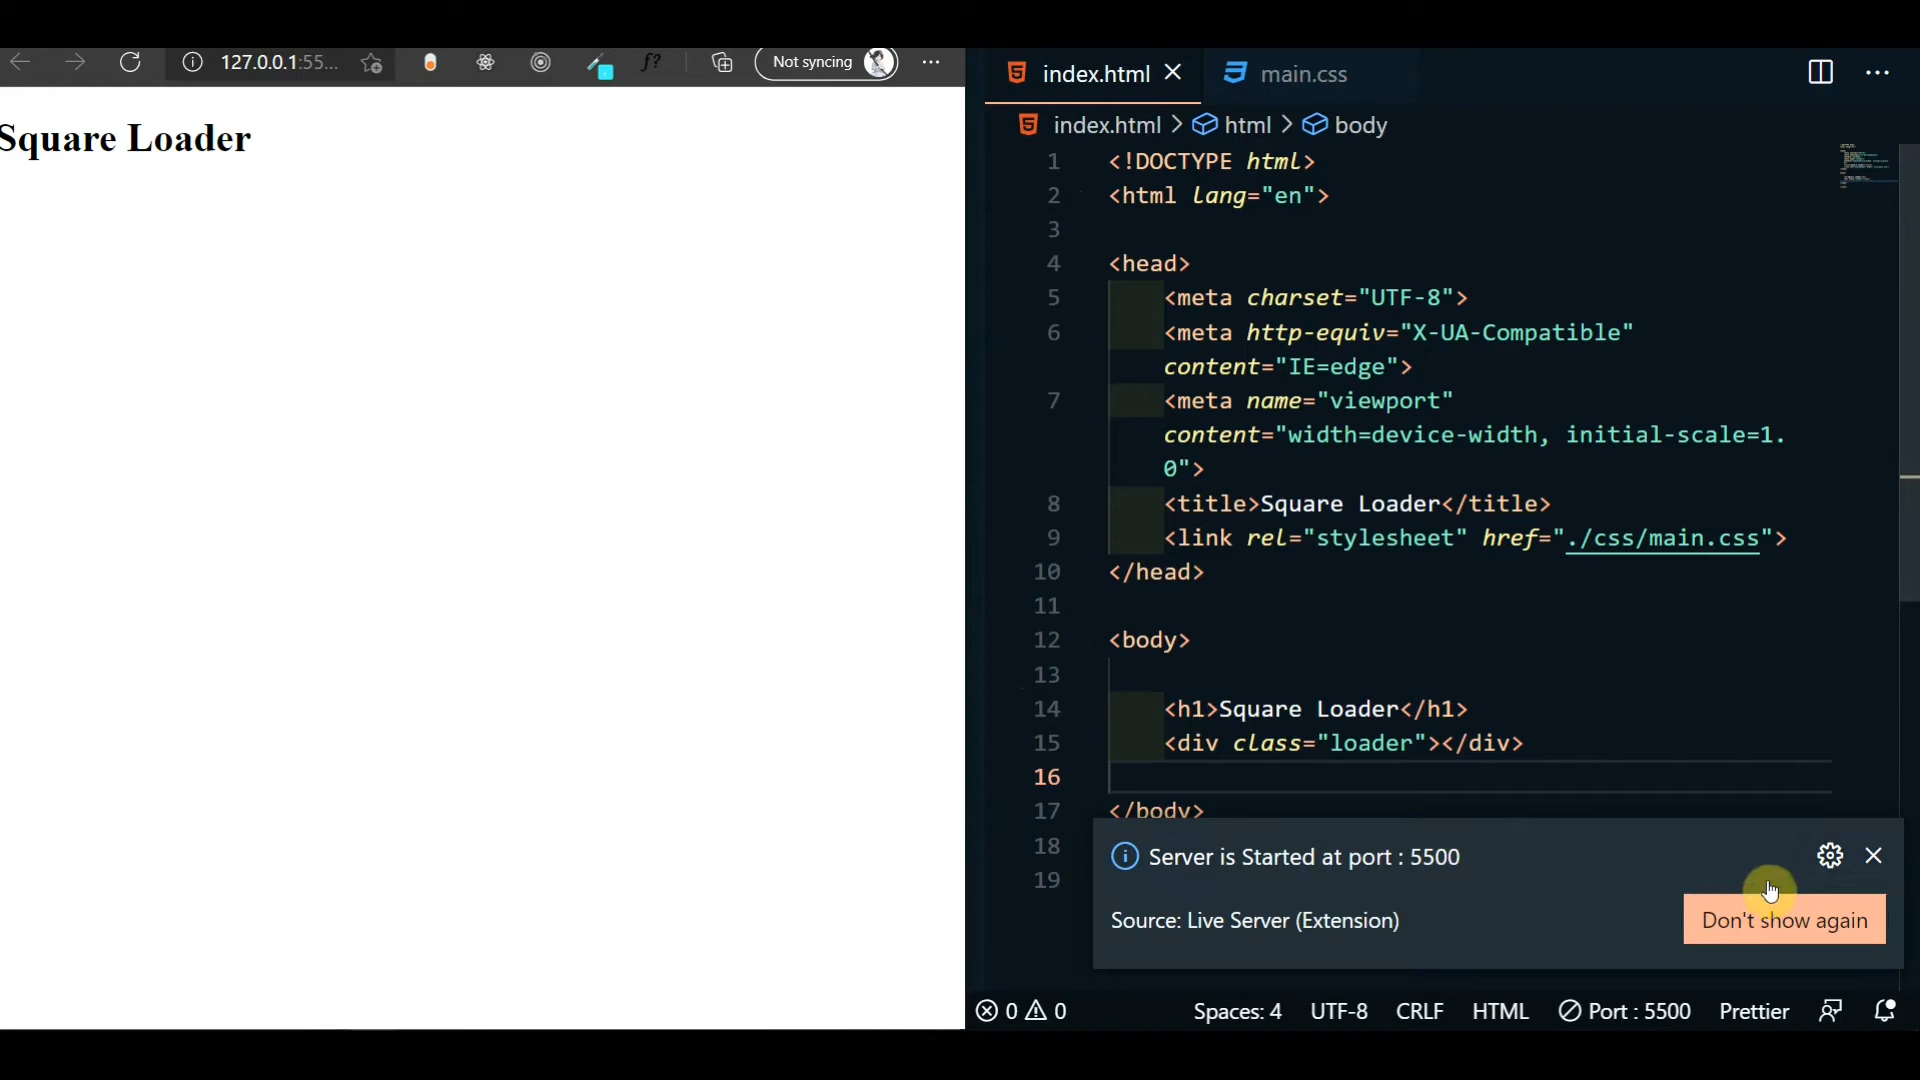 127.0.0.1:55...
f?
Not syncing
Square Loader
index.html
main.css
index.html > html > body
1 <!DOCTYPE html>
2 <html lang="en">
3
4 <head>
5 <meta charset="UTF-8">
6 <meta http-equiv="X-UA-Compatible"
content="IE=edge">
7 <meta name="viewport"
content="width=device-width, initial-scale=1.
0">
8 <title>Square Loader</title>
9 <link rel="stylesheet" href="./css/main.css">
10 </head>
11
12 <body>
13
14 <h1>Square Loader</h1>
15 <div class="loader"></div>
16
17 </body>
18
19
Server is Started at port : 5500
Source: Live Server (Extension)
Don't show again
0 0 Spaces: 4 UTF-8 CRLF HTML Port : 5500 Prettier